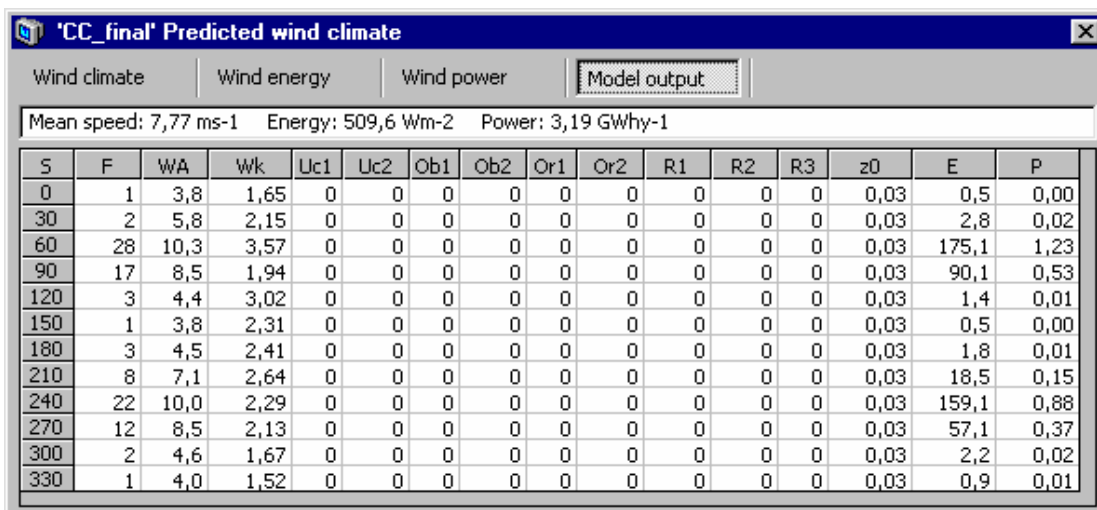 'CC_final' Predicted wind climate
Wind climate Wind energy Wind power Model output
Mean speed: 7,77 ms-1 Energy: 509,6 Wm-2 Power: 3,19 GWhy-1
S F WA Wk Uc1 Uc2 Ob1 Ob2 Or1 Or2 R1 R2 R3 z0 E P
0 1 3,8 1,65 0 0 0 0 0 0 0 0 0 0,03 0,5 0,00
30 2 5,8 2,15 0 0 0 0 0 0 0 0 0 0,03 2,8 0,02
60 28 10,3 3,57 0 0 0 0 0 0 0 0 0 0,03 175,1 1,23
90 17 8,5 1,94 0 0 0 0 0 0 0 0 0 0,03 90,1 0,53
120 3 4,4 3,02 0 0 0 0 0 0 0 0 0 0,03 1,4 0,01
150 1 3,8 2,31 0 0 0 0 0 0 0 0 0 0,03 0,5 0,00
180 3 4,5 2,41 0 0 0 0 0 0 0 0 0 0,03 1,8 0,01
210 8 7,1 2,64 0 0 0 0 0 0 0 0 0 0,03 18,5 0,15
240 22 10,0 2,29 0 0 0 0 0 0 0 0 0 0,03 159,1 0,88
270 12 8,5 2,13 0 0 0 0 0 0 0 0 0 0,03 57,1 0,37
300 2 4,6 1,67 0 0 0 0 0 0 0 0 0 0,03 2,2 0,02
330 1 4,0 1,52 0 0 0 0 0 0 0 0 0 0,03 0,9 0,01